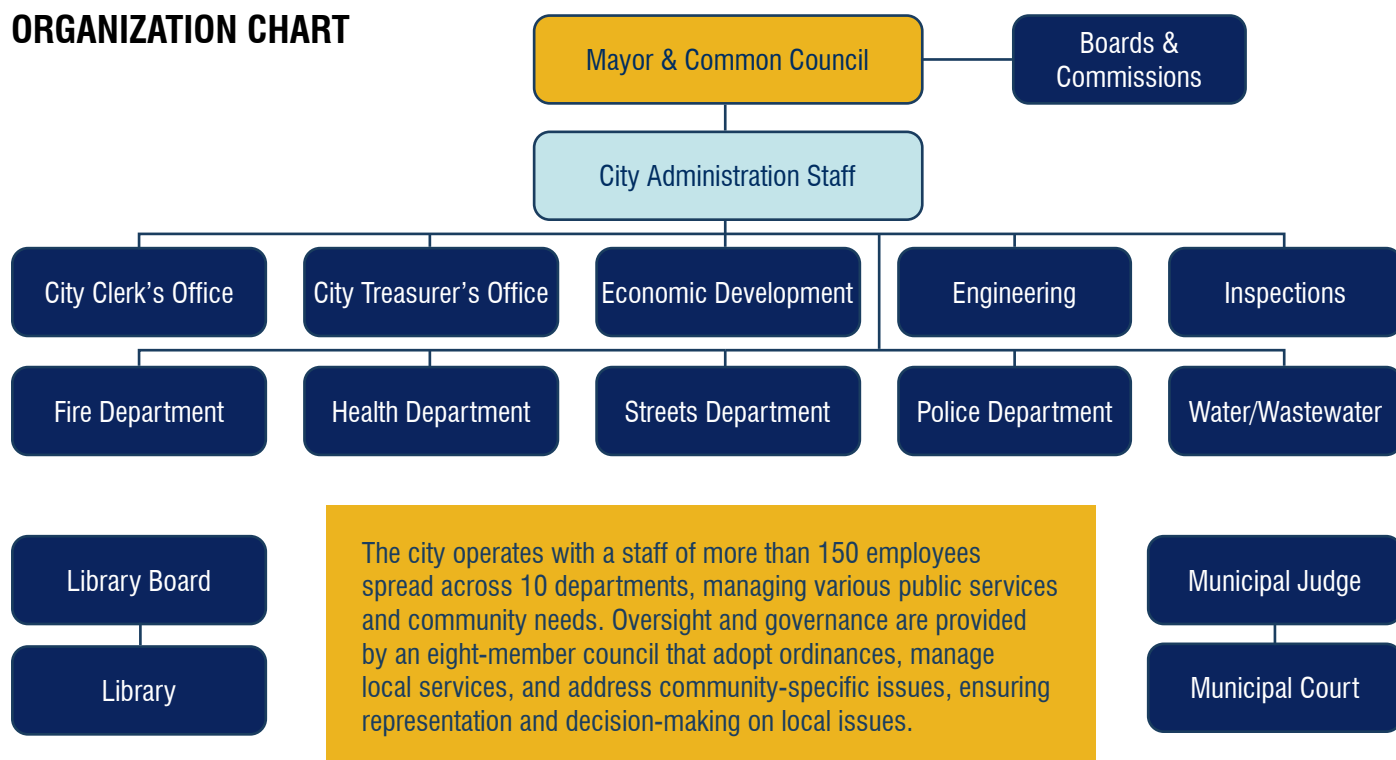 ORGANIZATION CHART
Mayor & Common Council
Boards &
Commissions
City Administration Staff
City Clerk's Office
City Treasurer's Office
Economic Development
Engineering
Inspections
Fire Department
Health Department
Streets Department
Police Department
Water/Wastewater
Library Board
Library
The city operates with a staff of more than 150 employees
spread across 10 departments, managing various public services
and community needs. Oversight and governance are provided
by an eight-member council that adopt ordinances, manage
local services, and address community-specific issues, ensuring
representation and decision-making on local issues.
Municipal Judge
Municipal Court